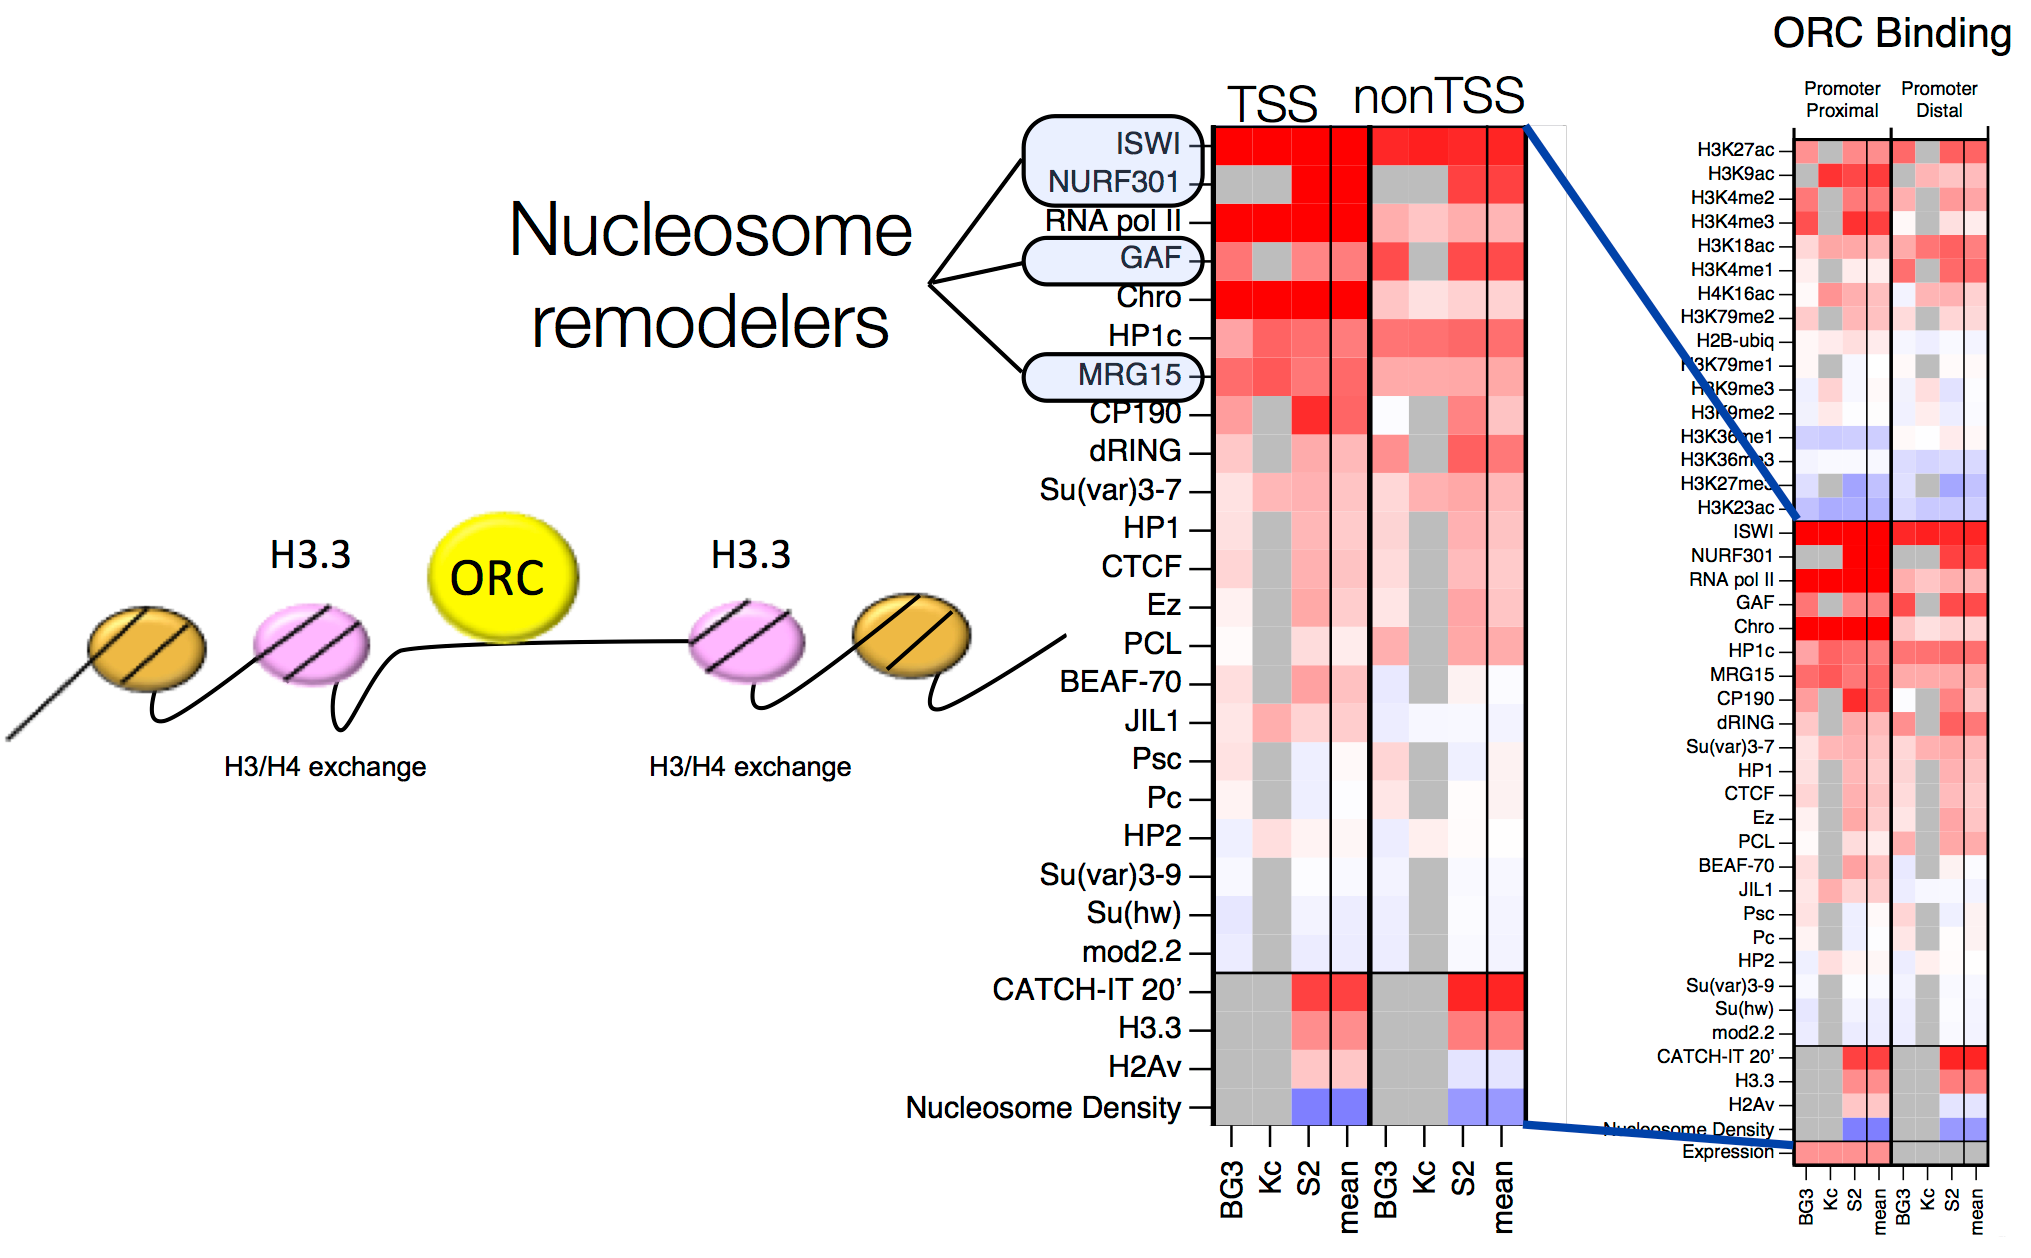 ORC Binding
Promoter Proximal
Promoter Distal
TSS
nonTSS
Nucleosome
remodelers
ISWI
NURF301
RNA pol II
GAF
Chro
HP1c
MRG15
CP190
dRING
Su(var)3-7
HP1
CTCF
Ez
PCL
BEAF-70
JIL1
Psc
Pc
HP2
Su(var)3-9
Su(hw)
mod2.2
CATCH-IT 20’
H3.3
H2Av
Nucleosome Density
BG3
Kc
S2
mean
BG3
Kc
S2
mean
H3.3
ORC
H3.3
H3/H4 exchange
H3/H4 exchange
H3K27ac
H3K9ac
H3K4me2
H3K4me3
H3K18ac
H3K4me1
H4K16ac
H3K79me2
H2B-ubiq
H3K79me1
H3K9me3
H3K9me2
H3K36me1
H3K36me3
H3K27me3
H3K23ac
ISWI
NURF301
RNA pol II
GAF
Chro
HP1c
MRG15
CP190
dRING
Su(var)3-7
HP1
CTCF
Ez
PCL
BEAF-70
JIL1
Psc
Pc
HP2
Su(var)3-9
Su(hw)
mod2.2
CATCH-IT 20’
H3.3
H2Av
Nucleosome Density
Expression
BG3
Kc
S2
mean
BG3
Kc
S2
mean